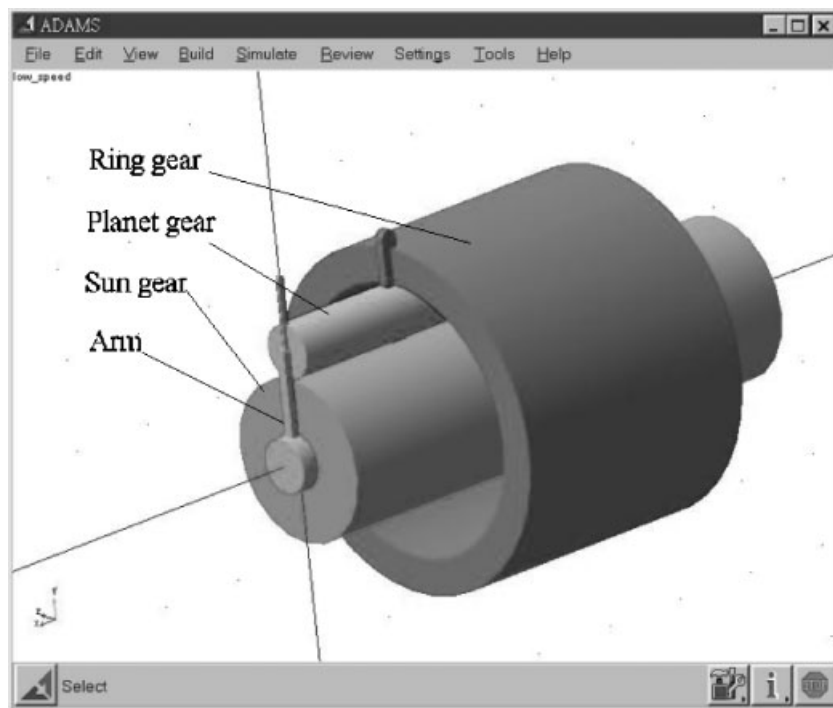 ADAMS
File Edit View Build Simulate Review Settings Tools Help
low_speed
Ring gear
Planet gear
Sun gear
Arm
Select